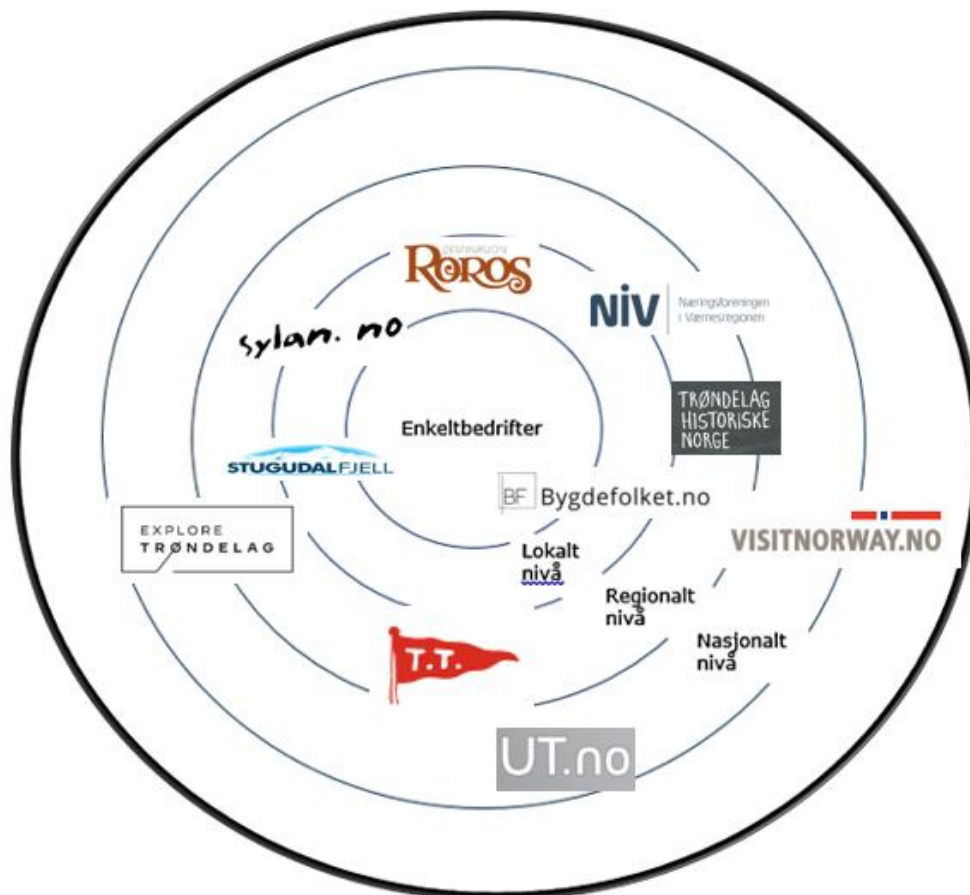 DESTINASJON
RØROS
NiV
Næringsforeningen
i Værnesregionen
sylan.no
TRØNDELAG
HISTORISKE
NORGE
Enkeltbedrifter
STUGUDALFJELL
BF Bygdefolket.no
EXPLORE
TRØNDELAG
VISITNORWAY.NO
Lokalt
nivå
Regionalt
nivå
Nasjonalt
nivå
T.T.
UT.no